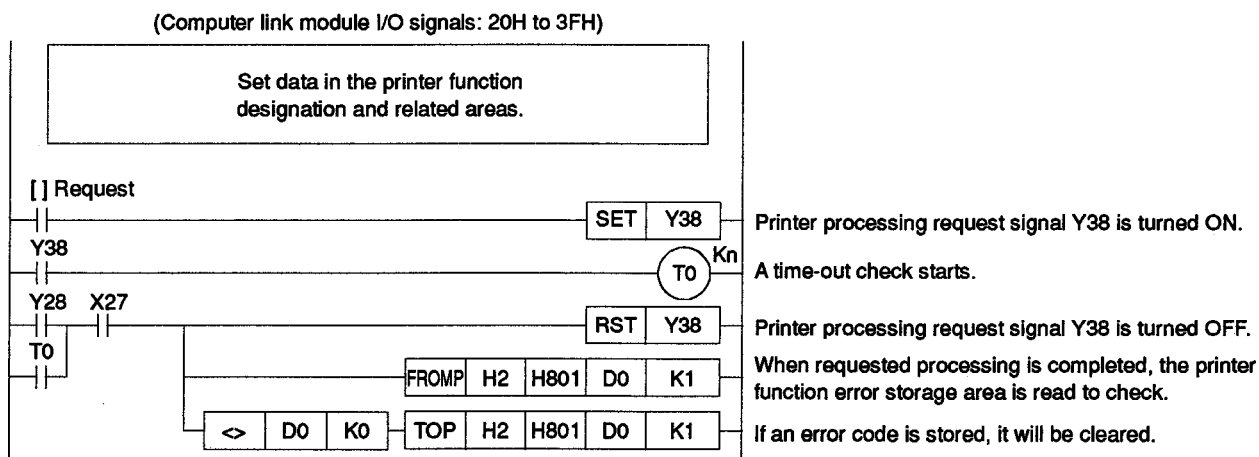 (Computer link module I/O signals: 20H to 3FH)
Set data in the printer function
designation and related areas.
[ ] Request
SET Y38 Printer processing request signal Y38 is turned ON.
Y38
T0 Kn A time-out check starts.
Y28 X27
RST Y38 Printer processing request signal Y38 is turned OFF.
T0
FROMP H2 H801 D0 K1 When requested processing is completed, the printer
function error storage area is read to check.
<> D0 K0 TOP H2 H801 D0 K1 If an error code is stored, it will be cleared.